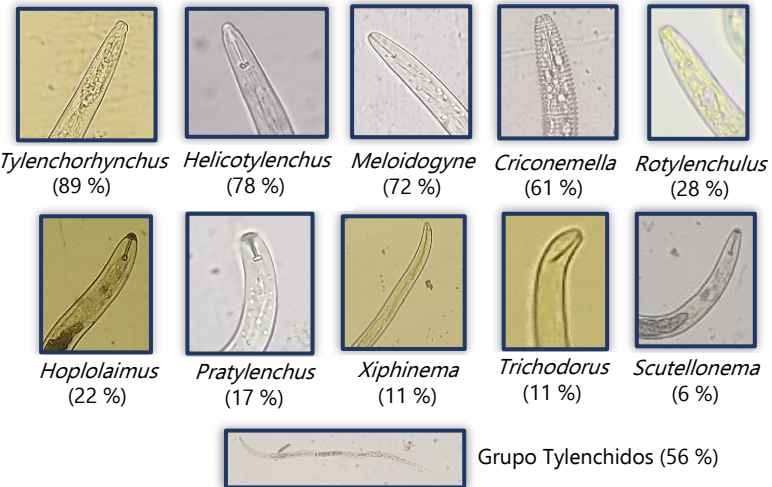 Tylenchorhynchus Helicotylenchus Meloidogyne Criconemella Rotylenchulus
(89 %) (78 %) (72 %) (61 %) (28 %)
Hoplolaimus Pratylenchus Xiphinema Trichodorus Scutellonema
(22 %) (17 %) (11 %) (11 %) (6 %)
Grupo Tylenchidos (56 %)